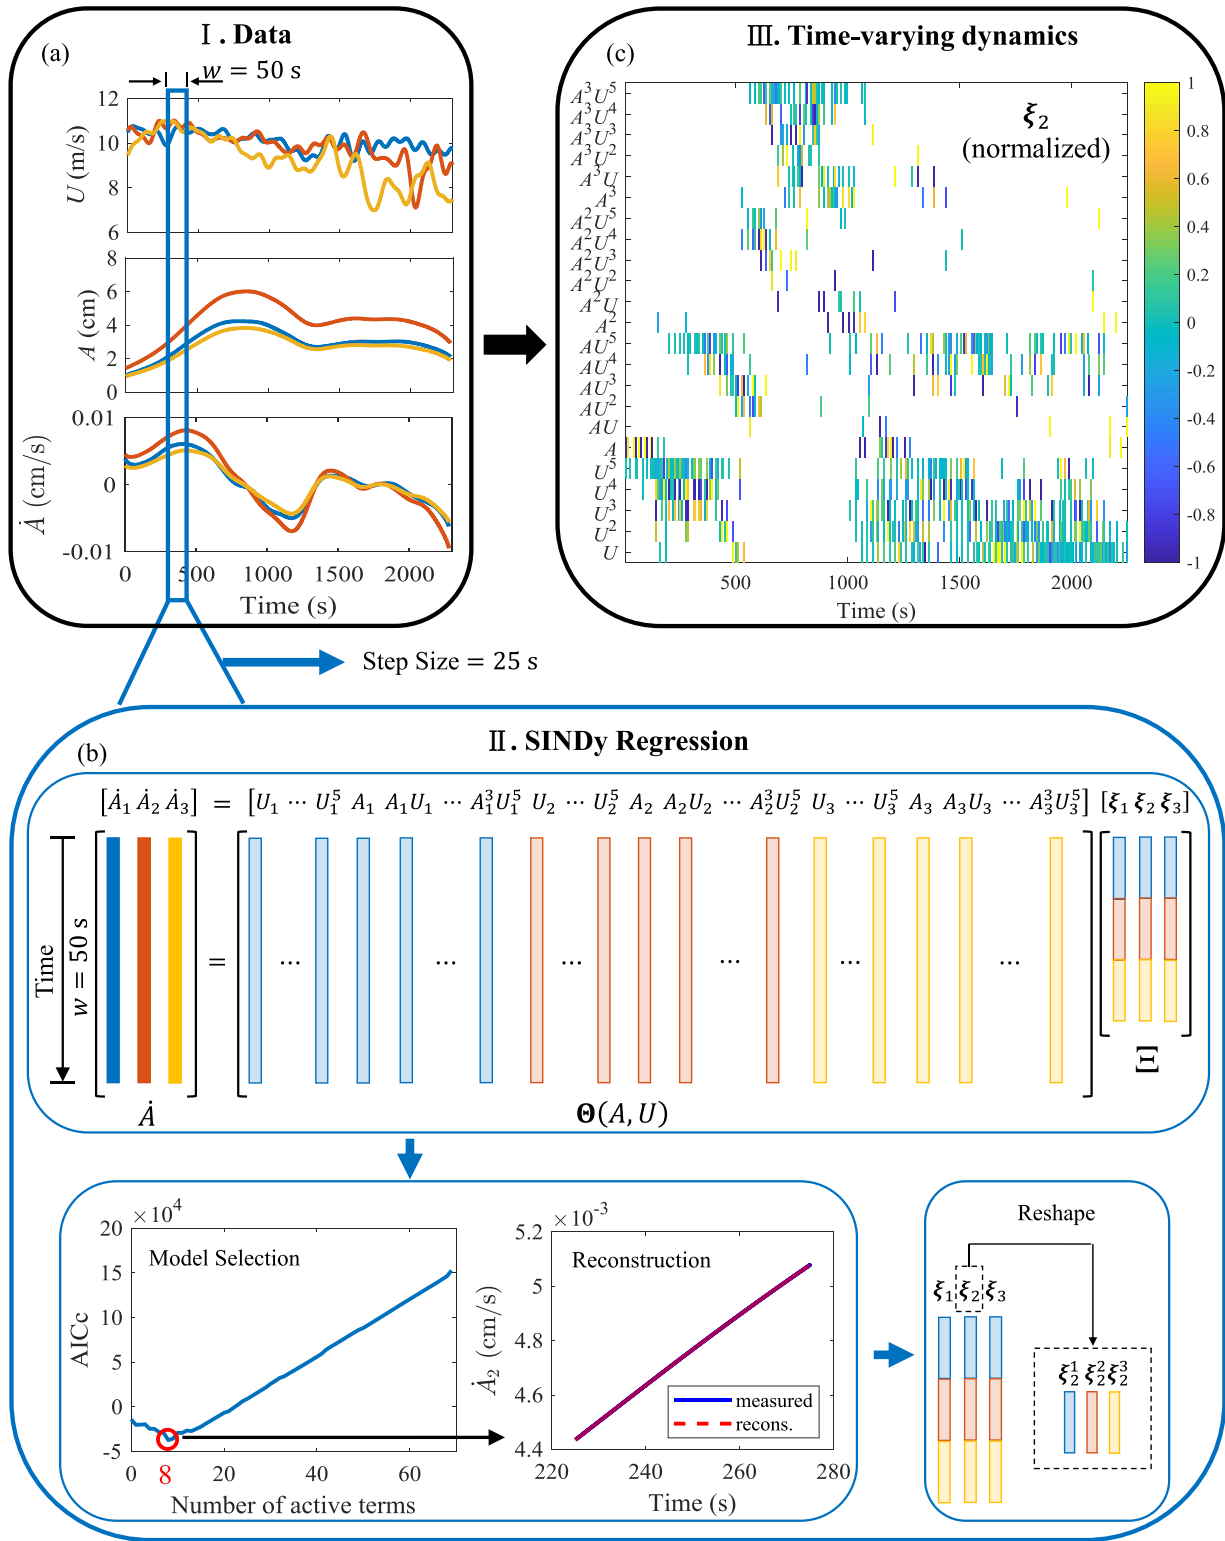 (a)
Ⅰ. Data
w = 50 s
12
10
8
6
U (m/s)
8
6
4
2
0
A (cm)
0.01
0
-0.01
Ȧ (cm/s)
0 500 1000 1500 2000
Time (s)
(c)
Ⅲ. Time-varying dynamics
ξ₂
(normalized)
A³U⁵
A³U⁴
A³U³
A³U²
A³U
A³
A²U⁵
A²U⁴
A²U³
A²U²
A²U
A²
AU⁵
AU⁴
AU³
AU²
AU
A
U⁵
U⁴
U³
U²
U
500 1000 1500 2000
Time (s)
1
0.8
0.6
0.4
0.2
0
-0.2
-0.4
-0.6
-0.8
-1
Step Size = 25 s
(b)
Ⅱ. SINDy Regression
[Ȧ₁ Ȧ₂ Ȧ₃] = [U₁ ⋯ U₁⁵ A₁ A₁U₁ ⋯ A₁³U₁⁵ U₂ ⋯ U₂⁵ A₂ A₂U₂ ⋯ A₂³U₂⁵ U₃ ⋯ U₃⁵ A₃ A₃U₃ ⋯ A₃³U₃⁵] [ξ₁ ξ₂ ξ₃]
Time
w = 50 s
= ⋯ ⋯ ⋯ ⋯ ⋯ ⋯
Ȧ
Θ(A, U)
Ξ
×10⁴
20
15
10
5
0
-5
AICc
Model Selection
0 8 20 40 60
Number of active terms
×10⁻³
5.2
5
4.8
4.6
4.4
Ȧ₂ (cm/s)
Reconstruction
measured
recons.
220 240 260 280
Time (s)
Reshape
ξ₁ ξ₂ ξ₃
ξ₂¹ ξ₂² ξ₂³